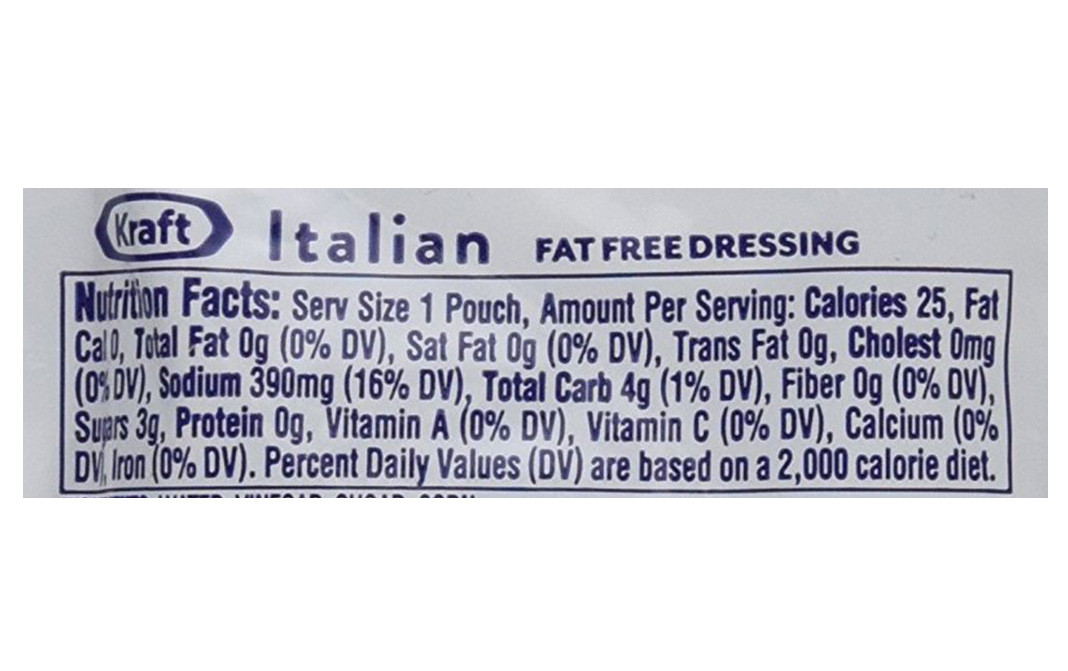 Kraft Italian FAT FREE DRESSING
Nutrition Facts: Serv Size 1 Pouch, Amount Per Serving: Calories 25, Fat
Cal 0, Total Fat 0g (0% DV), Sat Fat 0g (0% DV), Trans Fat 0g, Cholest 0mg
(0% DV), Sodium 390mg (16% DV), Total Carb 4g (1% DV), Fiber 0g (0% DV),
Sugars 3g, Protein 0g, Vitamin A (0% DV), Vitamin C (0% DV), Calcium (0%
DV), Iron (0% DV). Percent Daily Values (DV) are based on a 2,000 calorie diet.